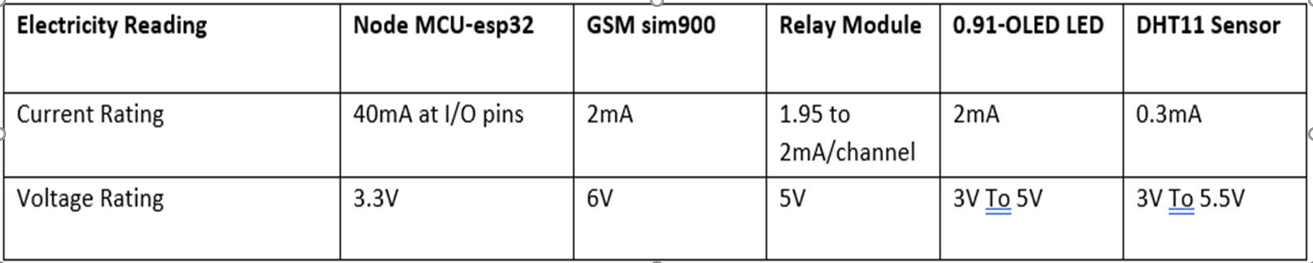 Electricity Reading Node MCU-esp32 GSM sim900 Relay Module 0.91-OLED LED DHT11 Sensor
Current Rating 40mA at I/O pins 2mA 1.95 to 2mA 0.3mA
2mA/channel
Voltage Rating 3.3V 6V 5V 3V To 5V 3V To 5.5V